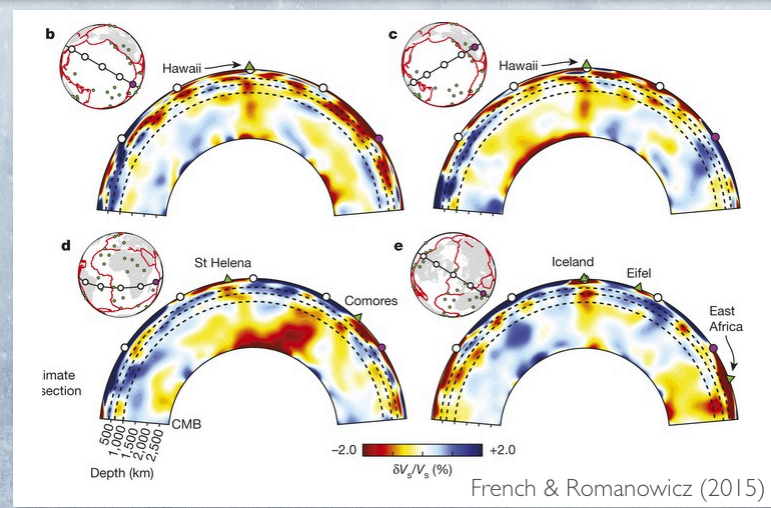 b
c
Hawaii
Hawaii
d
e
St Helena
Comores
Iceland
Eifel
East
Africa
imate
section
CMB
500
1,000
1,500
2,000
2,500
Depth (km)
−2.0
+2.0
δVs/Vs (%)
French & Romanowicz (2015)